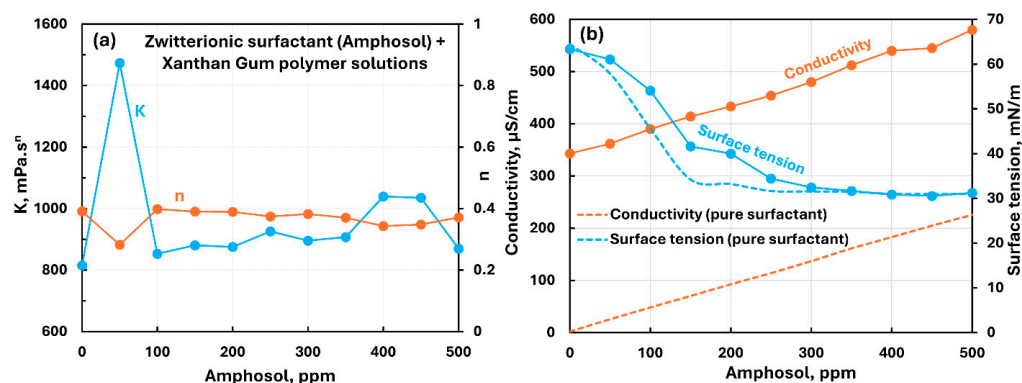 (a)
Zwitterionic surfactant (Amphosol) +
Xanthan Gum polymer solutions
K
n
K, mPa.sⁿ
1600
1400
1200
1000
800
600
n
1
0.8
0.6
0.4
0.2
0
0 100 200 300 400 500
Amphosol, ppm
(b)
Conductivity
Surface tension
Conductivity (pure surfactant)
Surface tension (pure surfactant)
Conductivity, µS/cm
600
500
400
300
200
100
0
Surface tension, mN/m
70
60
50
40
30
20
10
0
0 100 200 300 400 500
Amphosol, ppm